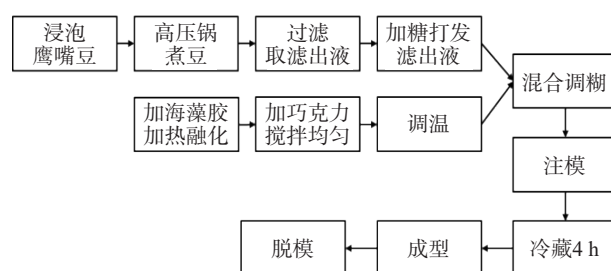 浸泡
鹰嘴豆
高压锅
煮豆
过滤
取滤出液
加糖打发
滤出液
混合调糊
加海藻胶
加热融化
加巧克力
搅拌均匀
调温
注模
脱模
成型
冷藏4 h